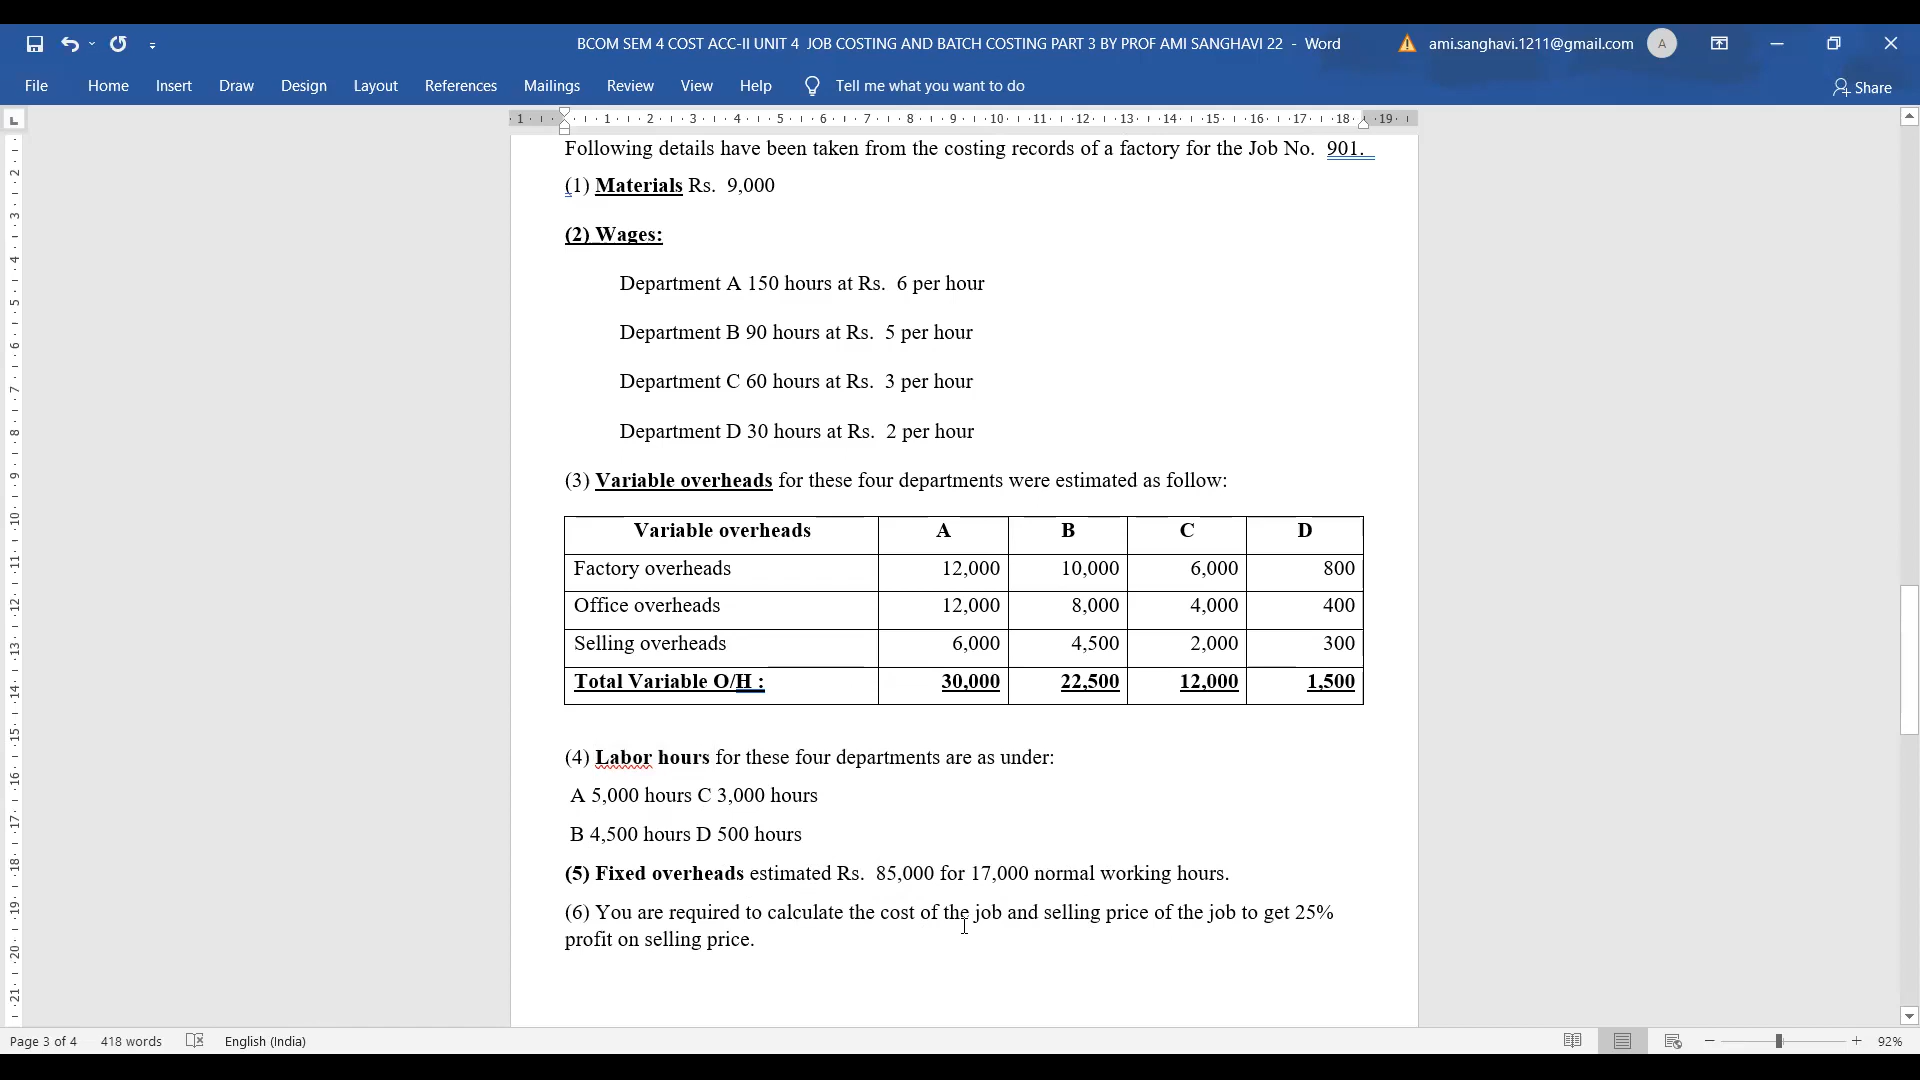 BCOM SEM 4 COST ACC-II UNIT 4 JOB COSTING AND BATCH COSTING PART 3 BY PROF AMI SANGHAVI 22 - Word ami.sanghavi.1211@gmail.com A
File Home Insert Draw Design Layout References Mailings Review View Help Tell me what you want to do Share
Following details have been taken from the costing records of a factory for the Job No. 901.
(1) Materials Rs. 9,000
(2) Wages:
Department A 150 hours at Rs. 6 per hour
Department B 90 hours at Rs. 5 per hour
Department C 60 hours at Rs. 3 per hour
Department D 30 hours at Rs. 2 per hour
(3) Variable overheads for these four departments were estimated as follow:
Variable overheads A B C D
Factory overheads 12,000 10,000 6,000 800
Office overheads 12,000 8,000 4,000 400
Selling overheads 6,000 4,500 2,000 300
Total Variable O/H : 30,000 22,500 12,000 1,500
(4) Labor hours for these four departments are as under:
A 5,000 hours C 3,000 hours
B 4,500 hours D 500 hours
(5) Fixed overheads estimated Rs. 85,000 for 17,000 normal working hours.
(6) You are required to calculate the cost of the job and selling price of the job to get 25%
profit on selling price.
Page 3 of 4 418 words English (India) 92%